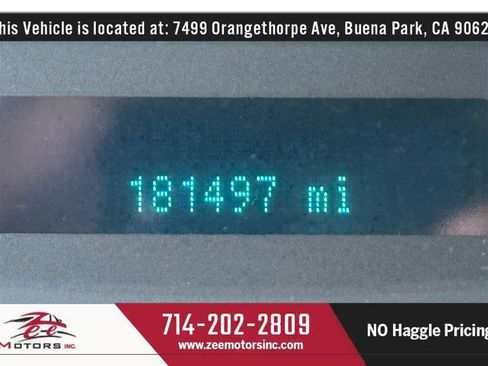 his Vehicle is located at: 7499 Orangethorpe Ave, Buena Park, CA 9062
181497 mi
Zee
MOTORS INC.
714-202-2809
www.zeemotorsinc.com
NO Haggle Pricing